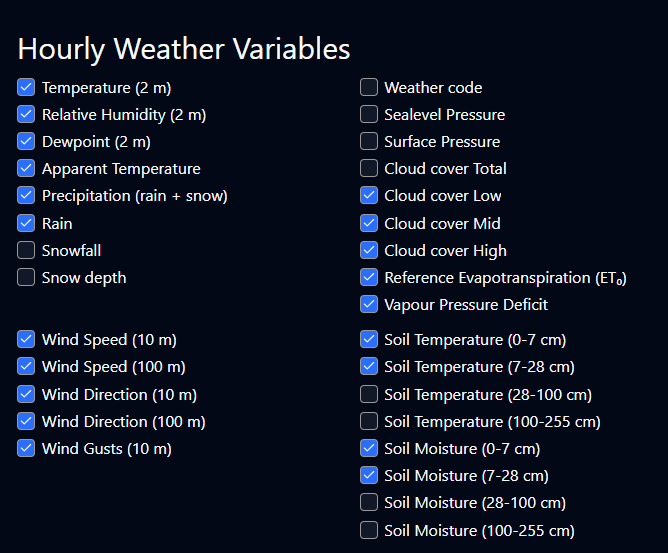 Hourly Weather Variables
Temperature (2 m)
Relative Humidity (2 m)
Dewpoint (2 m)
Apparent Temperature
Precipitation (rain + snow)
Rain
Snowfall
Snow depth
Weather code
Sealevel Pressure
Surface Pressure
Cloud cover Total
Cloud cover Low
Cloud cover Mid
Cloud cover High
Reference Evapotranspiration (ET₀)
Vapour Pressure Deficit
Wind Speed (10 m)
Wind Speed (100 m)
Wind Direction (10 m)
Wind Direction (100 m)
Wind Gusts (10 m)
Soil Temperature (0-7 cm)
Soil Temperature (7-28 cm)
Soil Temperature (28-100 cm)
Soil Temperature (100-255 cm)
Soil Moisture (0-7 cm)
Soil Moisture (7-28 cm)
Soil Moisture (28-100 cm)
Soil Moisture (100-255 cm)